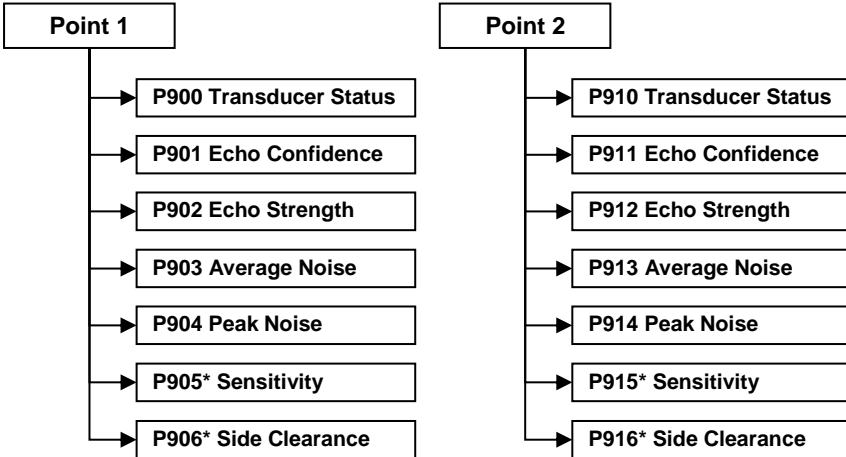 Point 1
P900 Transducer Status
P901 Echo Confidence
P902 Echo Strength
P903 Average Noise
P904 Peak Noise
P905* Sensitivity
P906* Side Clearance
Point 2
P910 Transducer Status
P911 Echo Confidence
P912 Echo Strength
P913 Average Noise
P914 Peak Noise
P915* Sensitivity
P916* Side Clearance